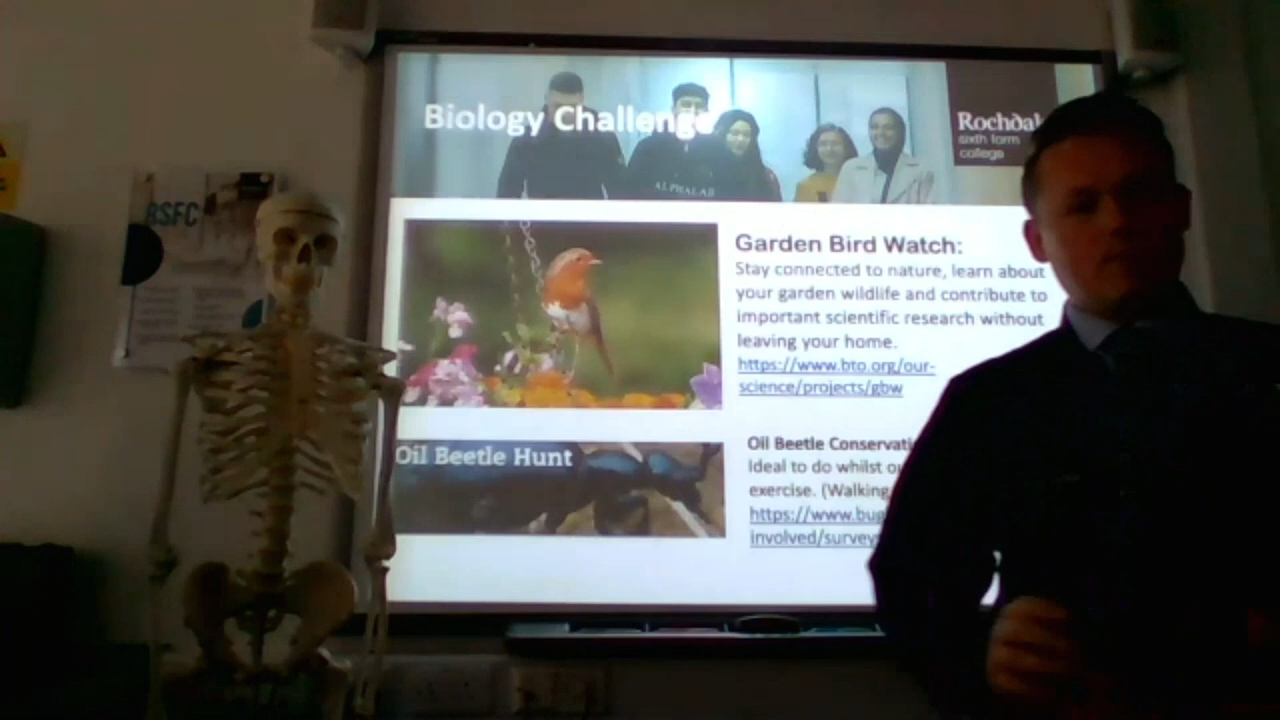 Biology Challenge
Rochdal
sixth form
college
ALPHALAB
RSFC
Garden Bird Watch:
Stay connected to nature, learn about
your garden wildlife and contribute to
important scientific research without
leaving your home.
https://www.bto.org/our-
science/projects/gbw
Oil Beetle Hunt
Oil Beetle Conservati
Ideal to do whilst
exercise. (Walking
https://www.bug
involved/survey